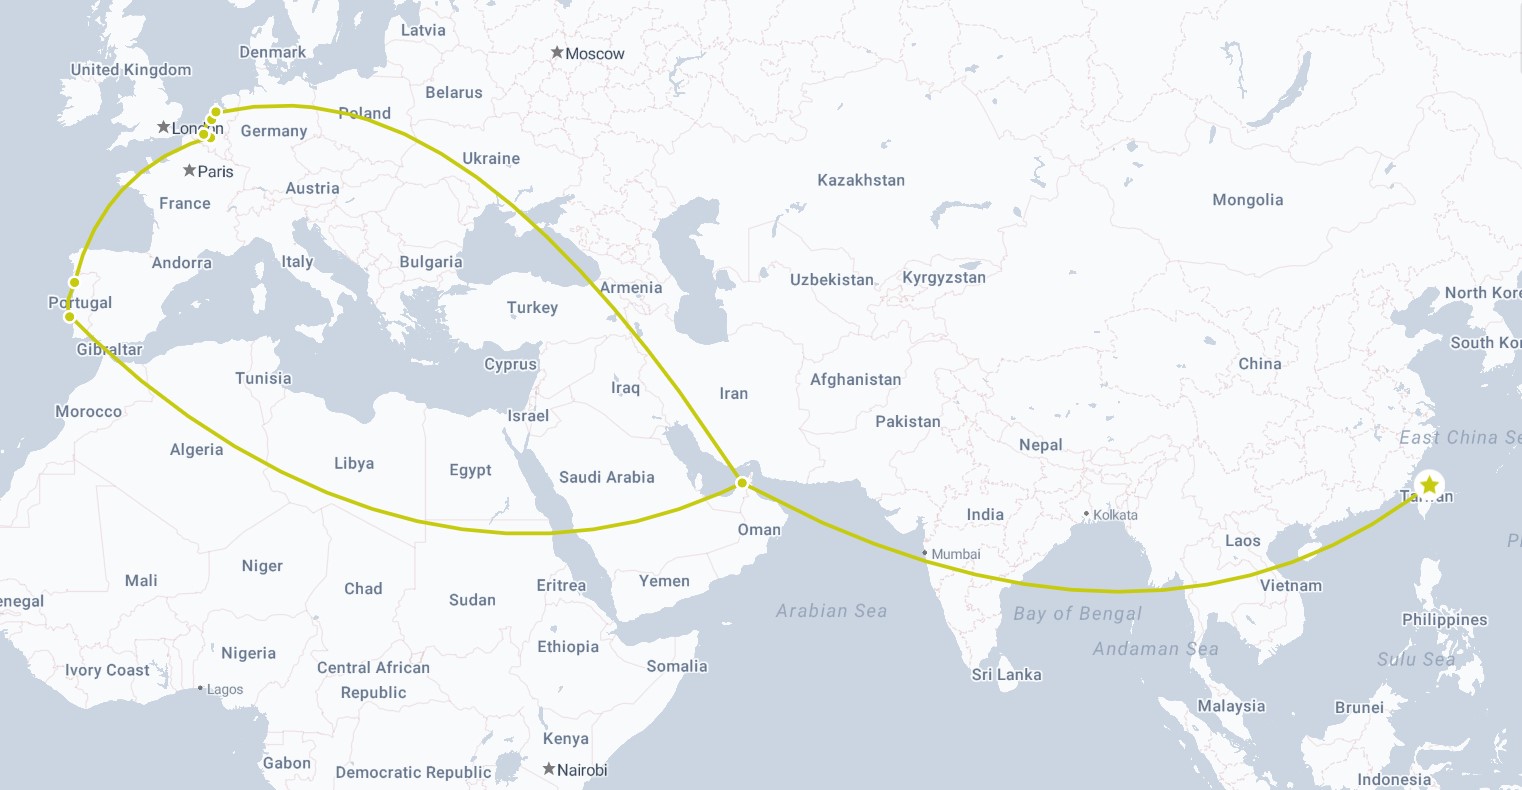 Latvia
Denmark
Moscow
United Kingdom
Belarus
Poland
London
Germany
Ukraine
Paris
Kazakhstan
Austria
France
Mongolia
Andorra
Italy
Bulgaria
Uzbekistan
Kyrgyzstan
Armenia
North Kore
Portugal
Turkey
South Ko
Gibraltar
Cyprus
China
Tunisia
Afghanistan
Iraq
Iran
Morocco
Israel
Pakistan
East China Se
Nepal
Algeria
Libya
Egypt
Saudi Arabia
Taiwan
India
Kolkata
Oman
Laos
P
Mumbai
Niger
Mali
Chad
Eritrea
Yemen
Vietnam
enegal
Sudan
Arabian Sea
Bay of Bengal
Philippines
Ethiopia
Andaman Sea
Nigeria
Sulu Sea
Ivory Coast
Central African
Republic
Somalia
Sri Lanka
Lagos
Malaysia
Brunei
Kenya
Gabon
Democratic Republic
Nairobi
Indonesia